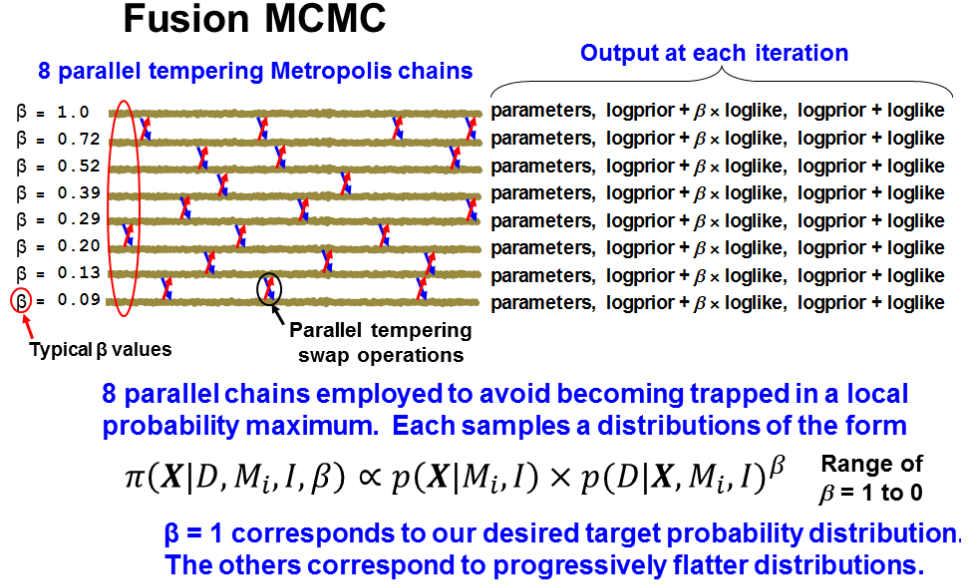 Fusion MCMC
8 parallel tempering Metropolis chains
Output at each iteration
β = 1.0
parameters, logprior + β × loglike, logprior + loglike
β = 0.72
parameters, logprior + β × loglike, logprior + loglike
β = 0.52
parameters, logprior + β × loglike, logprior + loglike
β = 0.39
parameters, logprior + β × loglike, logprior + loglike
β = 0.29
parameters, logprior + β × loglike, logprior + loglike
β = 0.20
parameters, logprior + β × loglike, logprior + loglike
β = 0.13
parameters, logprior + β × loglike, logprior + loglike
β = 0.09
parameters, logprior + β × loglike, logprior + loglike
Typical β values
Parallel tempering
swap operations
8 parallel chains employed to avoid becoming trapped in a local
probability maximum. Each samples a distributions of the form
π(X|D, M_i, I, β) ∝ p(X|M_i, I) × p(D|X, M_i, I)^β
Range of
β = 1 to 0
β = 1 corresponds to our desired target probability distribution.
The others correspond to progressively flatter distributions.